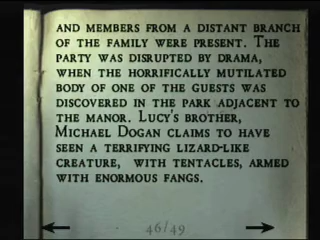 AND MEMBERS FROM A DISTANT BRANCH
OF THE FAMILY WERE PRESENT. THE
PARTY WAS DISRUPTED BY DRAMA,
WHEN THE HORRIFICALLY MUTILATED
BODY OF ONE OF THE GUESTS WAS
DISCOVERED IN THE PARK ADJACENT TO
THE MANOR. LUCY'S BROTHER,
MICHAEL DOGAN CLAIMS TO HAVE
SEEN A TERRIFYING LIZARD-LIKE
CREATURE, WITH TENTACLES, ARMED
WITH ENORMOUS FANGS.
46/49